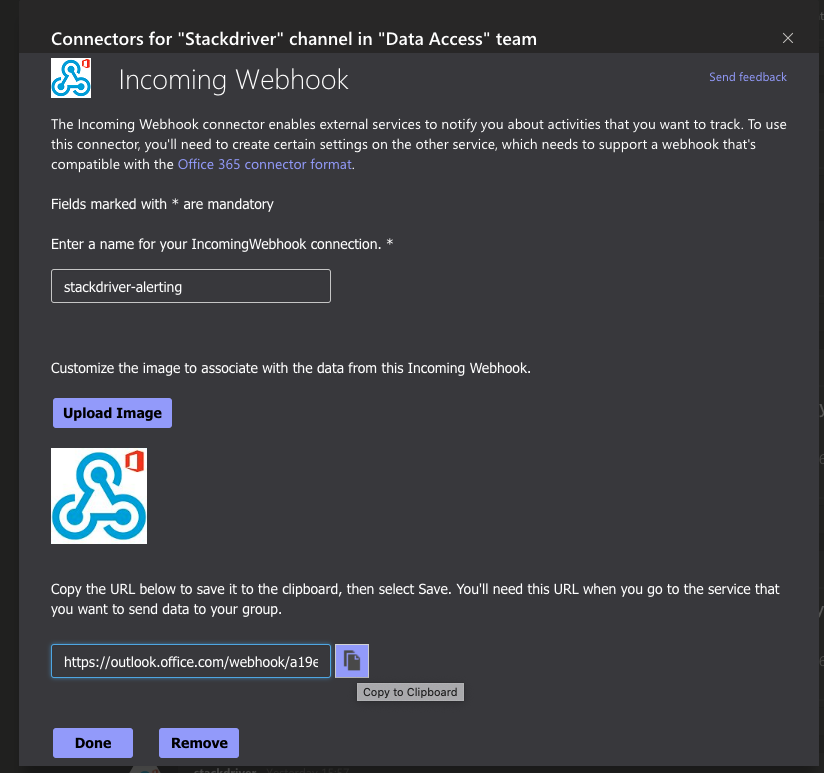 Connectors for "Stackdriver" channel in "Data Access" team
Incoming Webhook
Send feedback
The Incoming Webhook connector enables external services to notify you about activities that you want to track. To use
this connector, you'll need to create certain settings on the other service, which needs to support a webhook that's
compatible with the Office 365 connector format.
Fields marked with * are mandatory
Enter a name for your IncomingWebhook connection. *
stackdriver-alerting
Customize the image to associate with the data from this Incoming Webhook.
Upload Image
Copy the URL below to save it to the clipboard, then select Save. You'll need this URL when you go to the service that
you want to send data to your group.
https://outlook.office.com/webhook/a19e
Copy to Clipboard
Done
Remove